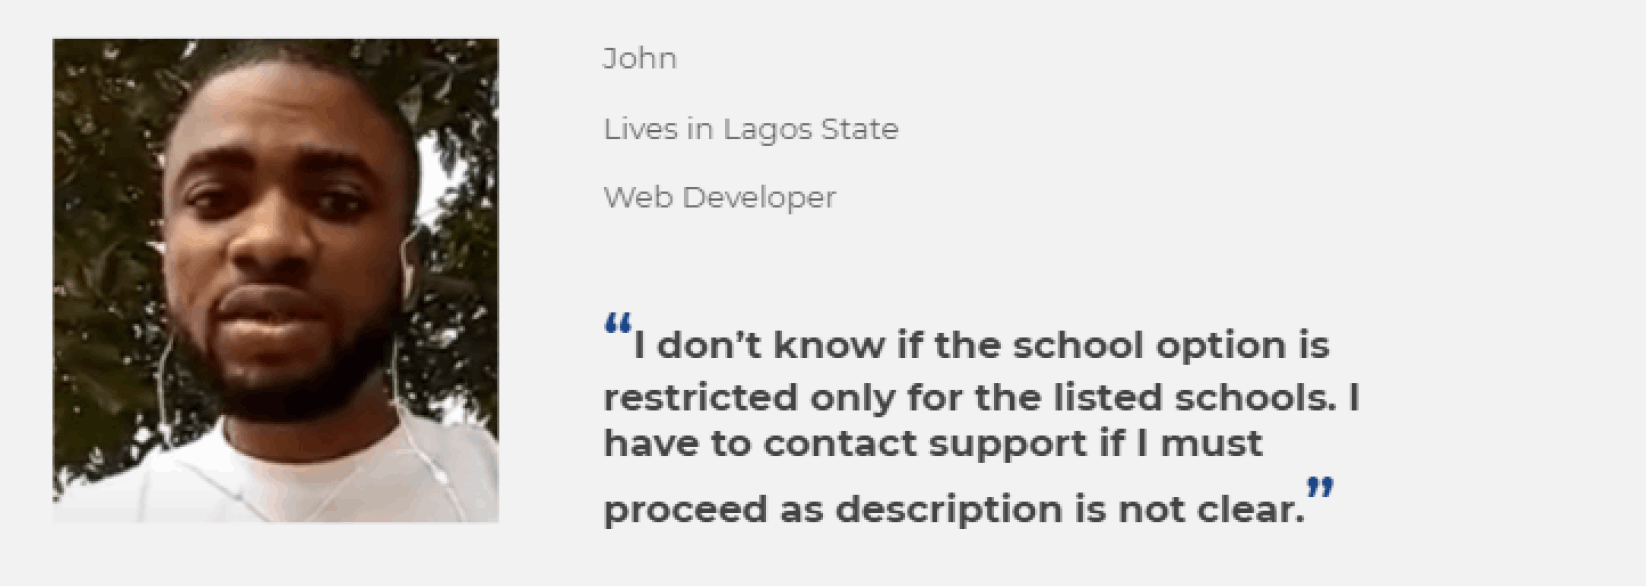 John
Lives in Lagos State
Web Developer
“I don’t know if the school option is
restricted only for the listed schools. I
have to contact support if I must
proceed as description is not clear.”